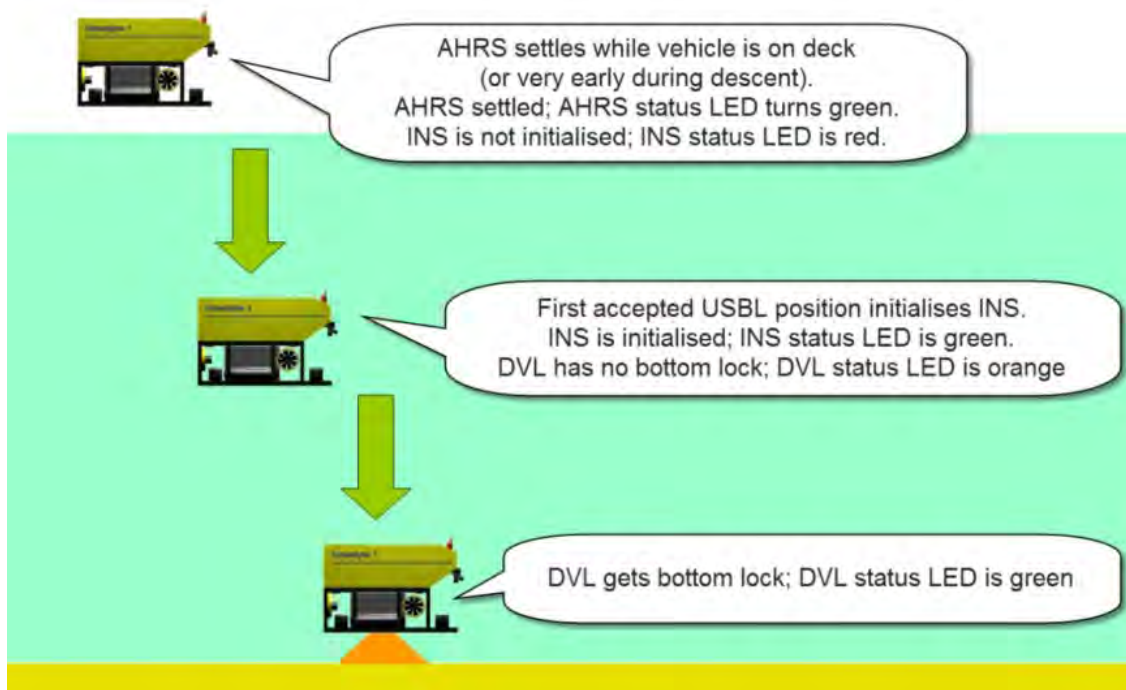 AHRS settles while vehicle is on deck
(or very early during descent).
AHRS settled; AHRS status LED turns green.
INS is not initialised; INS status LED is red.
First accepted USBL position initialises INS.
INS is initialised; INS status LED is green.
DVL has no bottom lock; DVL status LED is orange
DVL gets bottom lock; DVL status LED is green